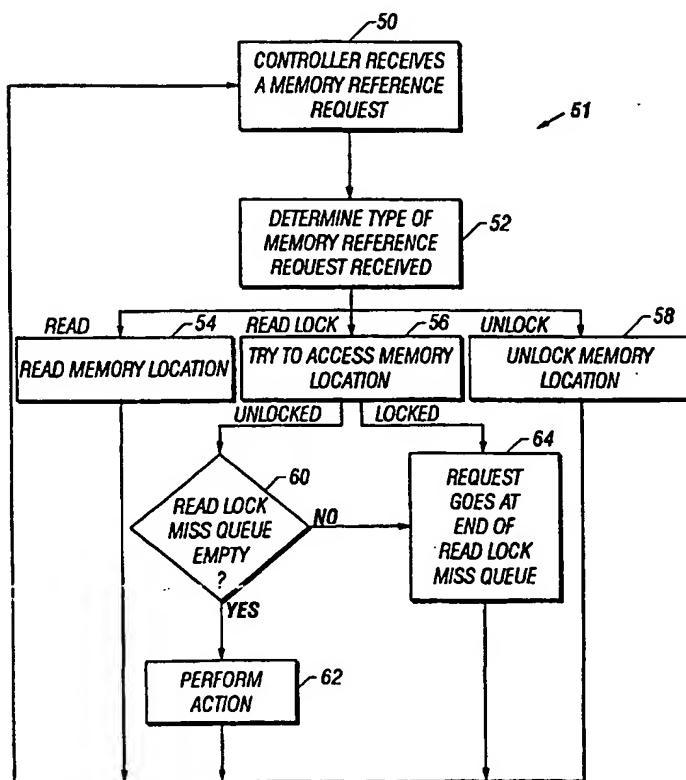 50
CONTROLLER RECEIVES
A MEMORY REFERENCE
REQUEST
51
DETERMINE TYPE OF
MEMORY REFERENCE
REQUEST RECEIVED
52
READ
54
READ LOCK
56
UNLOCK
58
READ MEMORY LOCATION
TRY TO ACCESS MEMORY
LOCATION
UNLOCK MEMORY
LOCATION
UNLOCKED
LOCKED
64
60
READ LOCK
MISS QUEUE
EMPTY
?
NO
YES
REQUEST
GOES AT
END OF
READ LOCK
MISS QUEUE
PERFORM
ACTION
62